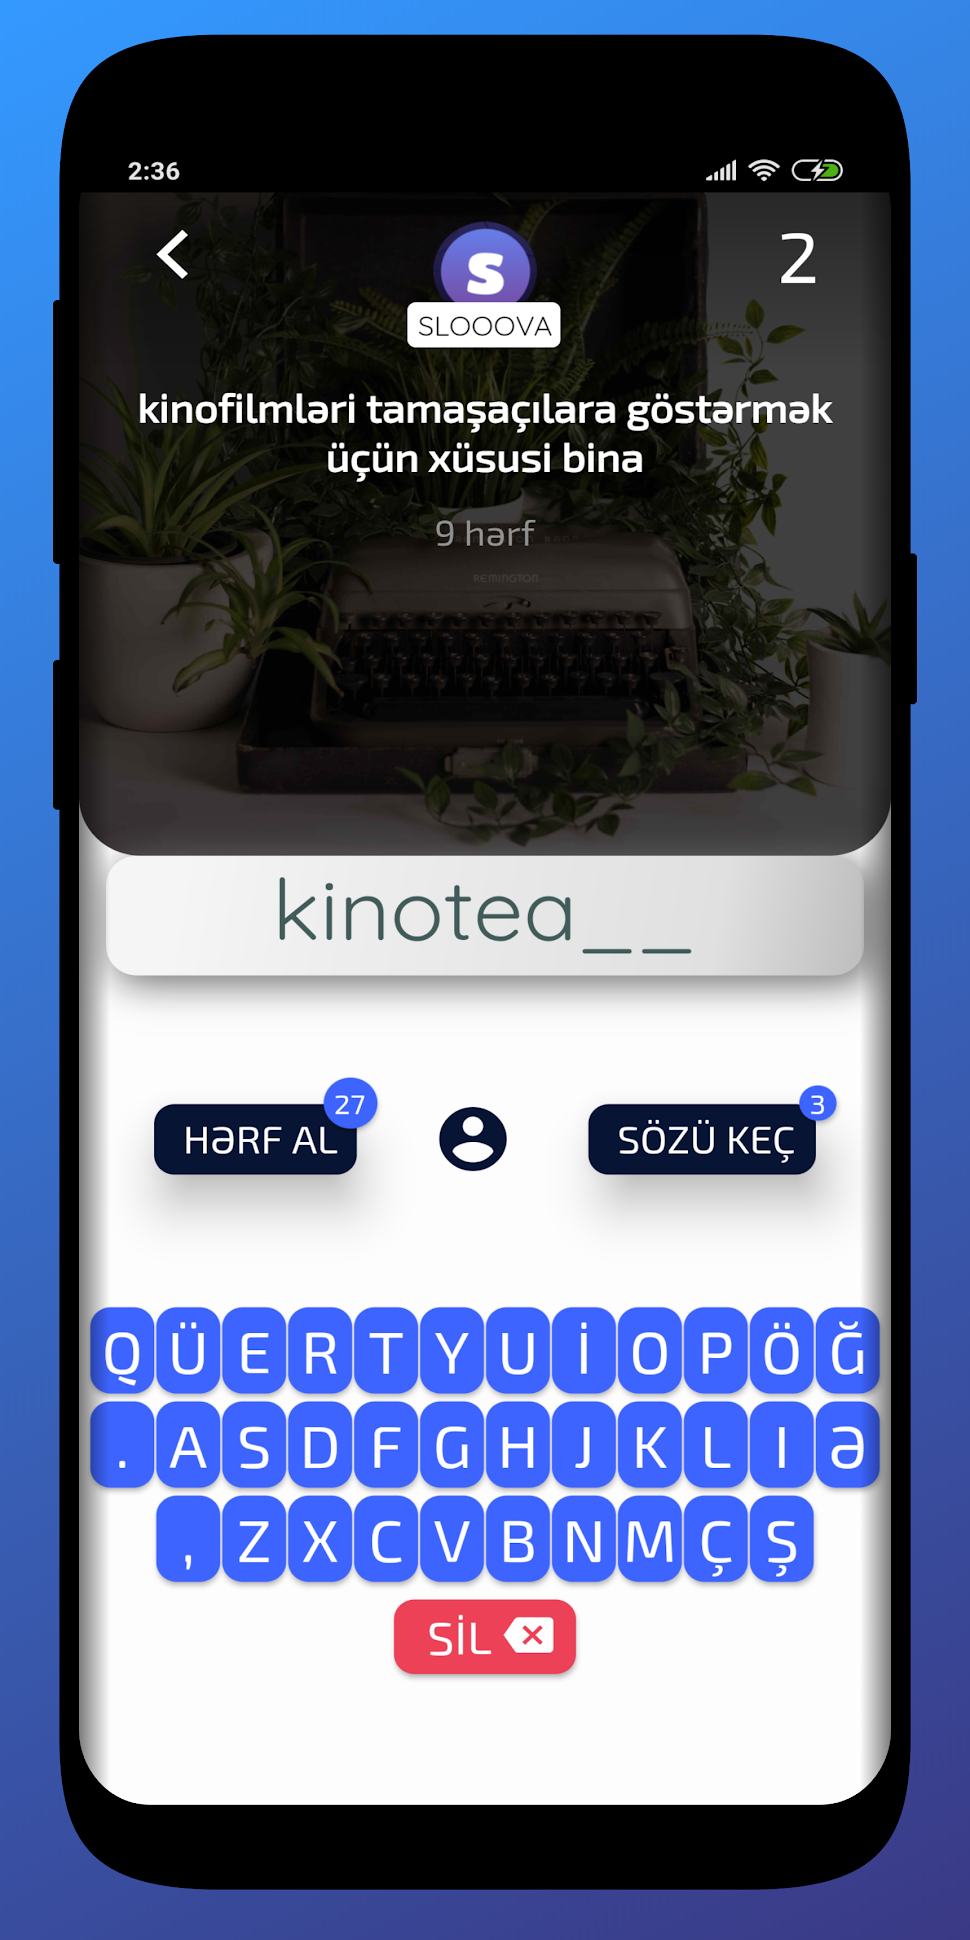 2:36
2
S
SLOOOVA
kinofilmləri tamaşaçılara göstərmək
üçün xüsusi bina
9 hərf
REMINGTON
kinotea_ _
HƏRF AL
27
SÖZÜ KEÇ
3
Q Ü E R T Y U İ O P Ö Ğ
. A S D F G H J K L I Ə
, Z X C V B N M Ç Ş
SİL